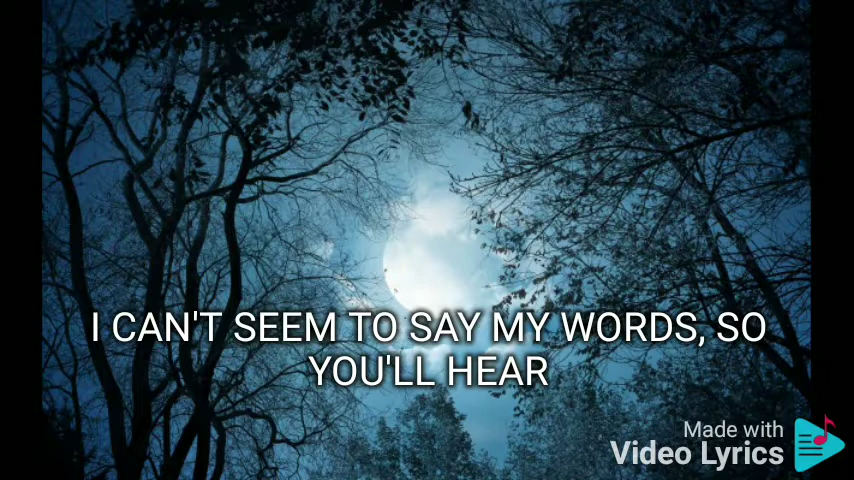 I CAN'T SEEM TO SAY MY WORDS, SO
YOU'LL HEAR
Made with
Video Lyrics